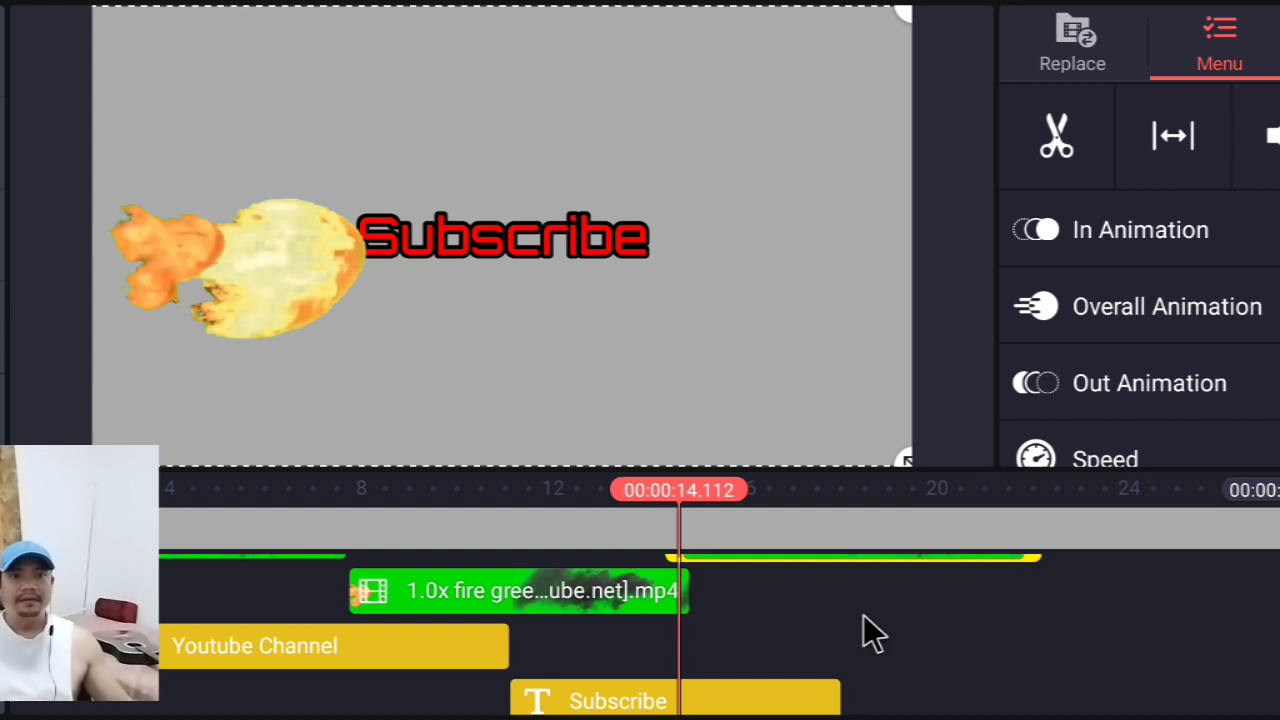 Replace
Menu
Subscribe
In Animation
Overall Animation
Out Animation
Speed
4 8 12 00:00:14.112 6 20 24 00:00:
1.0x fire gree...ube.net].mp4
Youtube Channel
T Subscribe